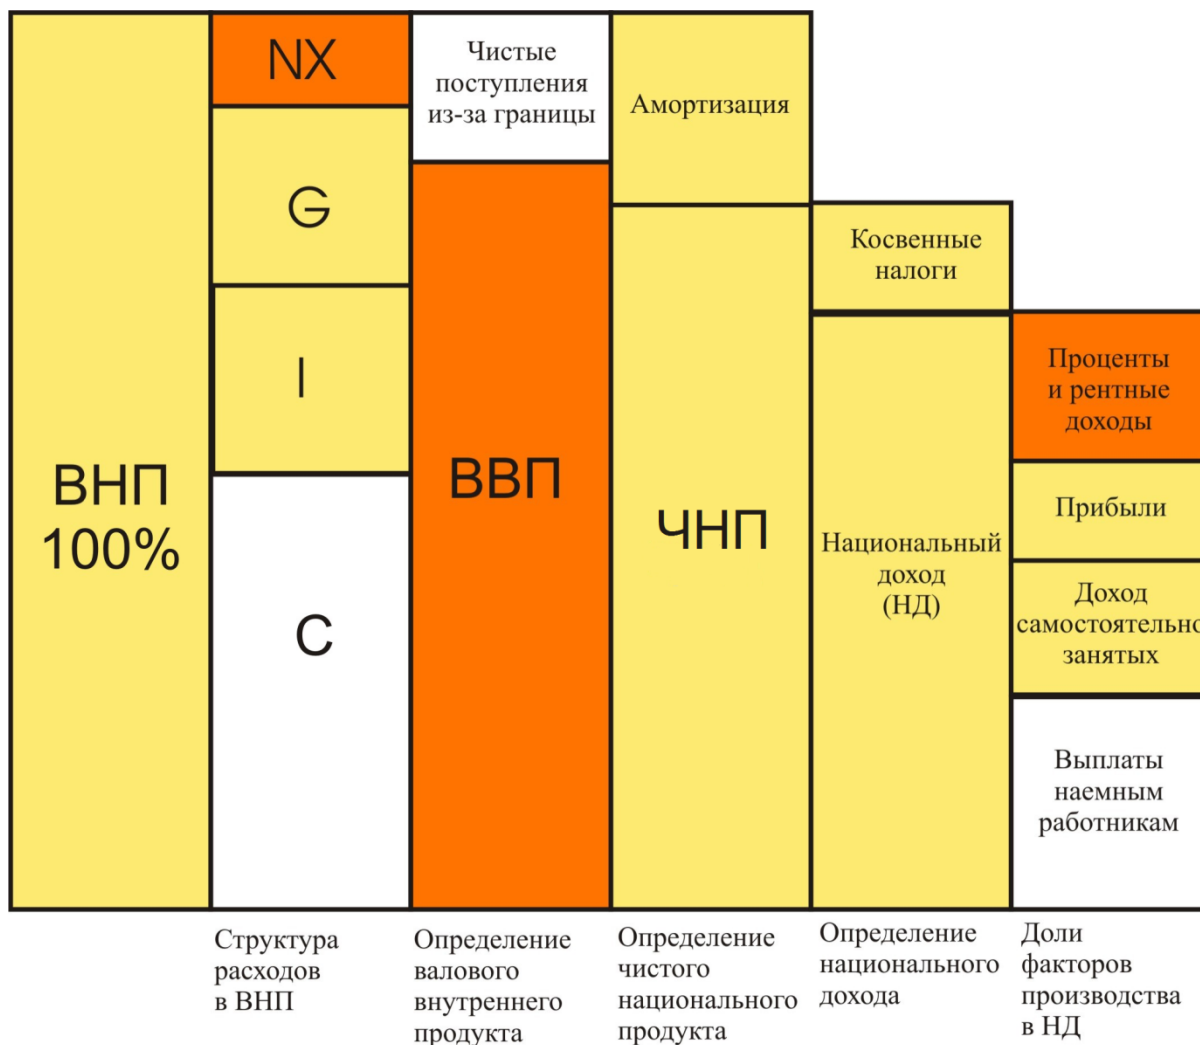 ВНП
100%
NX
G
I
C
Чистые
поступления
из-за границы
ВВП
Амортизация
ЧНП
Косвенные
налоги
Национальный
доход
(НД)
Проценты
и рентные
доходы
Прибыли
Доход
самостоятельно
занятых
Выплаты
наемным
работникам
Структура
расходов
в ВНП
Определение
валового
внутреннего
продукта
Определение
чистого
национального
продукта
Определение
национального
дохода
Доли
факторов
производства
в НД